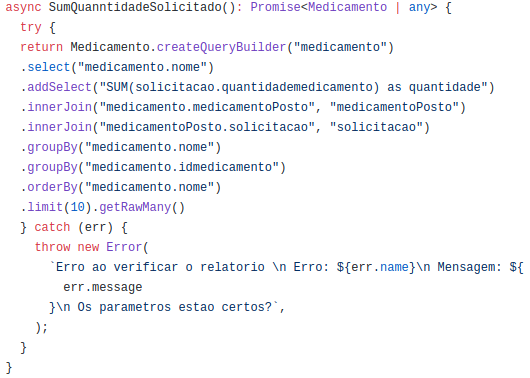 async SumQuanntidadeSolicitado(): Promise<Medicamento | any> {
try {
return Medicamento.createQueryBuilder("medicamento")
.select("medicamento.nome")
.addSelect("SUM(solicitacao.quantidademedicamento) as quantidade")
.innerJoin("medicamento.medicamentoPosto", "medicamentoPosto")
.innerJoin("medicamentoPosto.solicitacao", "solicitacao")
.groupBy("medicamento.nome")
.groupBy("medicamento.idmedicamento")
.orderBy("medicamento.nome")
.limit(10).getRawMany()
} catch (err) {
throw new Error(
`Erro ao verificar o relatorio \n Erro: ${err.name}\n Mensagem: ${
err.message
}\n Os parametros estao certos?`,
);
}
}